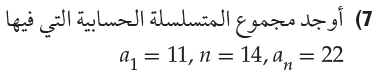 (7 أوجد مجموع المتسلسلة الحسابية التي فيها
a₁ = 11, n = 14, aₙ = 22